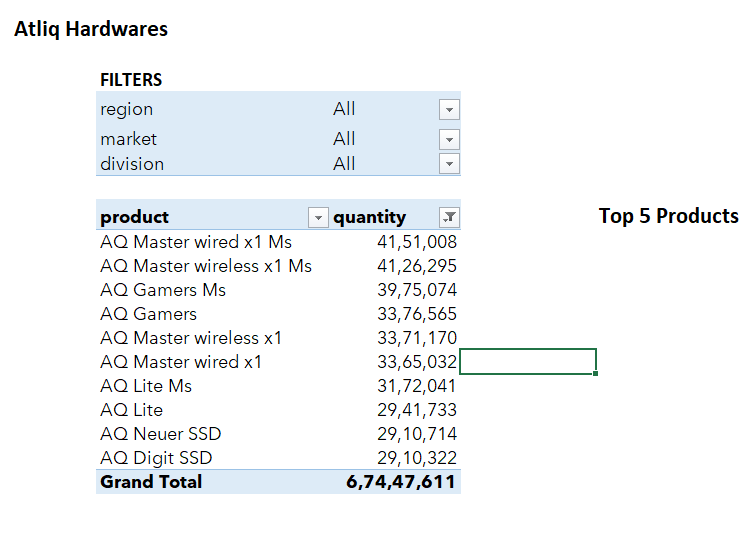 Atliq Hardwares
FILTERS
region All
market All
division All
product quantity Top 5 Products
AQ Master wired x1 Ms 41,51,008
AQ Master wireless x1 Ms 41,26,295
AQ Gamers Ms 39,75,074
AQ Gamers 33,76,565
AQ Master wireless x1 33,71,170
AQ Master wired x1 33,65,032
AQ Lite Ms 31,72,041
AQ Lite 29,41,733
AQ Neuer SSD 29,10,714
AQ Digit SSD 29,10,322
Grand Total 6,74,47,611